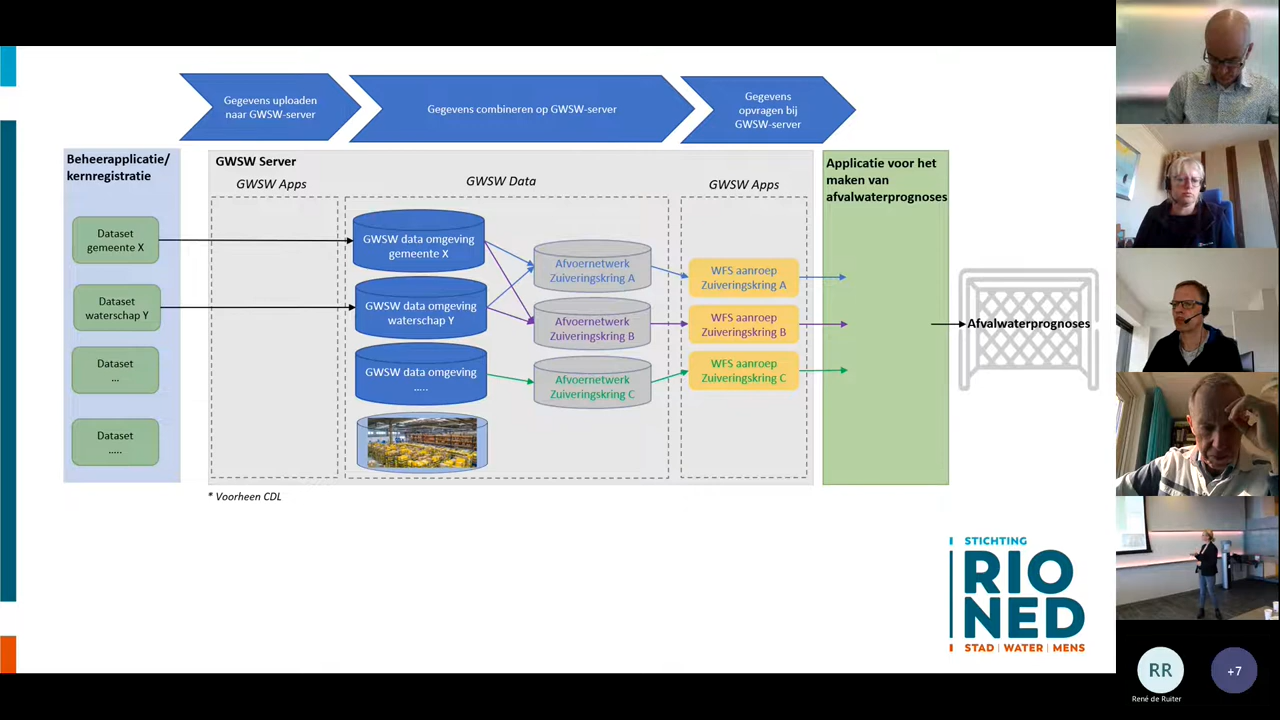 Gegevens uploaden
naar GWSW-server
Gegevens combineren op GWSW-server
Gegevens
opvragen bij
GWSW-server
Beheerapplicatie/
kernregistratie
Dataset
gemeente X
Dataset
waterschap Y
Dataset
...
Dataset
.....
GWSW Server
GWSW Apps
GWSW Data
GWSW Apps
GWSW data omgeving
gemeente X
GWSW data omgeving
waterschap Y
GWSW data omgeving
.....
Afvoernetwerk
Zuiveringskring A
Afvoernetwerk
Zuiveringskring B
Afvoernetwerk
Zuiveringskring C
WFS aanroep
Zuiveringskring A
WFS aanroep
Zuiveringskring B
WFS aanroep
Zuiveringskring C
Applicatie voor het
maken van
afvalwaterprognoses
Afvalwaterprognoses
* Voorheen CDL
STICHTING
RIO
NED
STAD | WATER | MENS
RR
René de Ruiter
+7